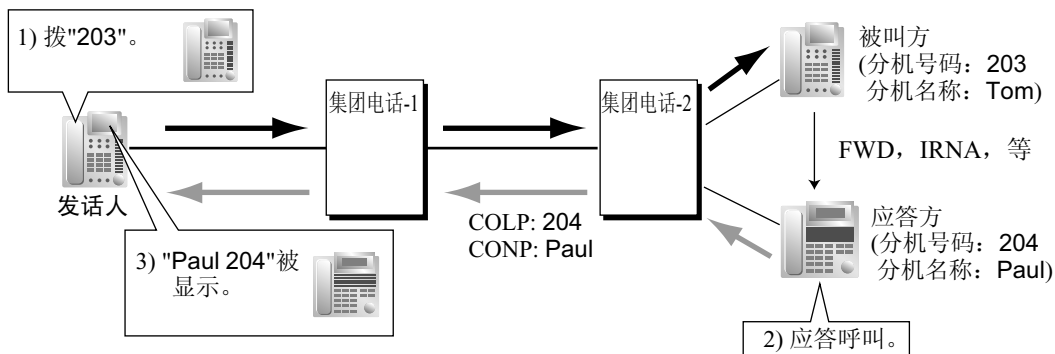 1) 拨"203"。
集团电话-1
集团电话-2
被叫方
(分机号码：203
分机名称：Tom)
FWD，IRNA，等
发话人
COLP: 204
CONP: Paul
应答方
(分机号码：204
分机名称：Paul)
3) "Paul 204"被
显示。
2) 应答呼叫。